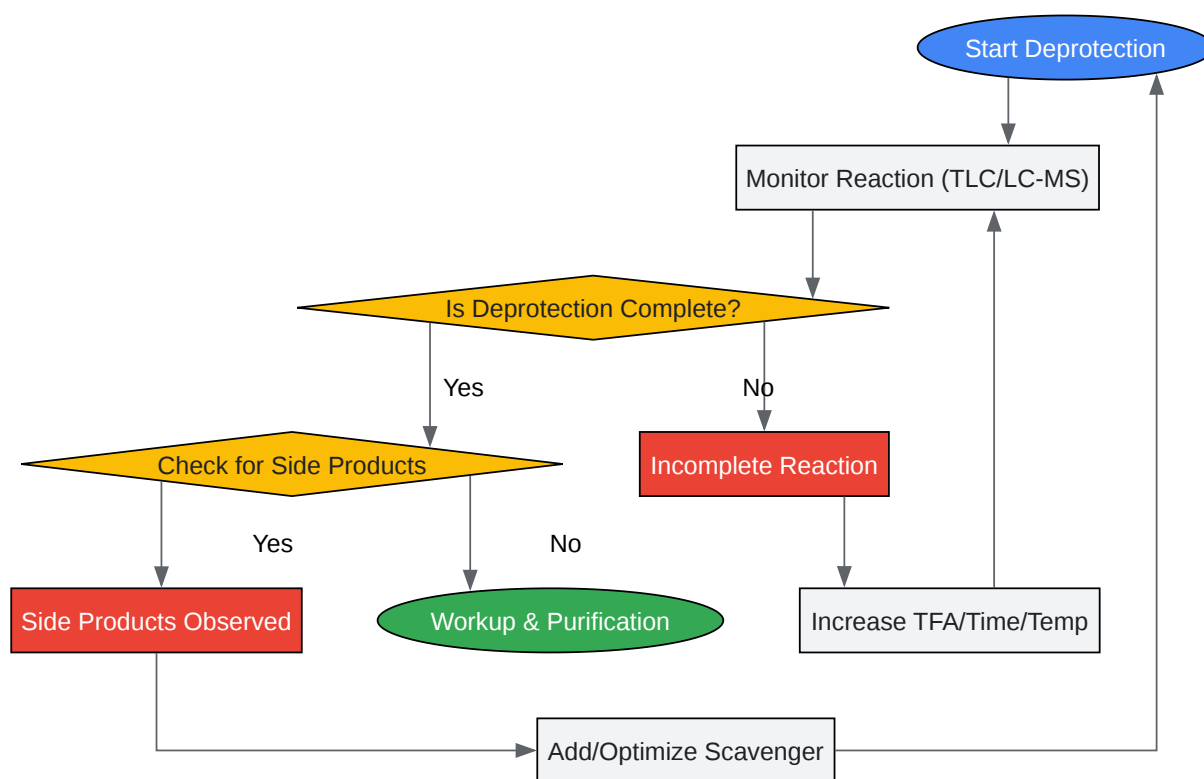 Start Deprotection
Monitor Reaction (TLC/LC-MS)
Is Deprotection Complete?
Yes
No
Check for Side Products
Incomplete Reaction
Yes
No
Side Products Observed
Workup & Purification
Increase TFA/Time/Temp
Add/Optimize Scavenger